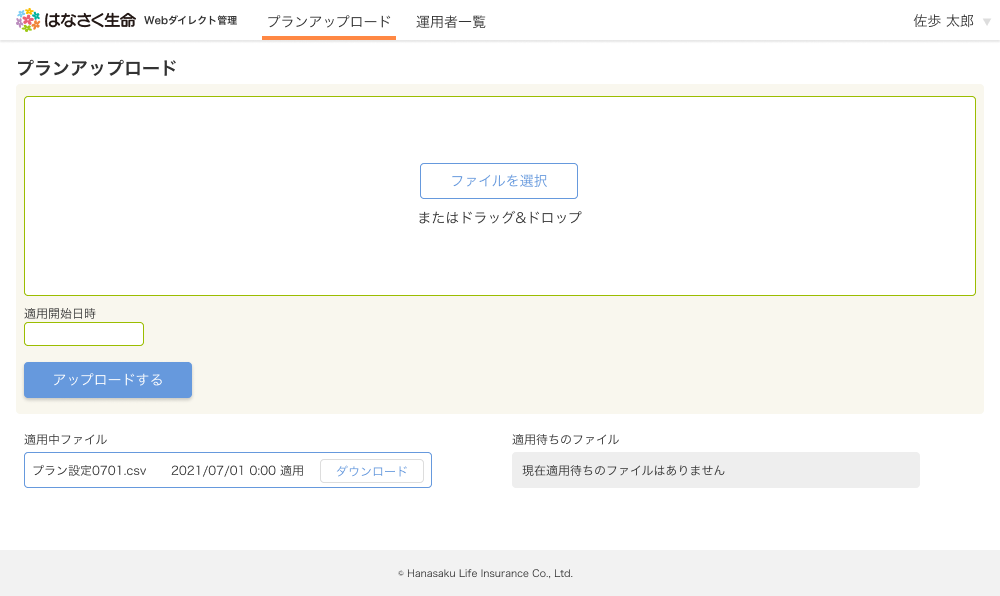 はなさく生命 Webダイレクト管理 プランアップロード 運用者一覧 佐歩 太郎
プランアップロード
ファイルを選択
またはドラッグ&ドロップ
適用開始日時
アップロードする
適用中ファイル
プラン設定0701.csv 2021/07/01 0:00 適用 ダウンロード
適用待ちのファイル
現在適用待ちのファイルはありません
© Hanasaku Life Insurance Co., Ltd.